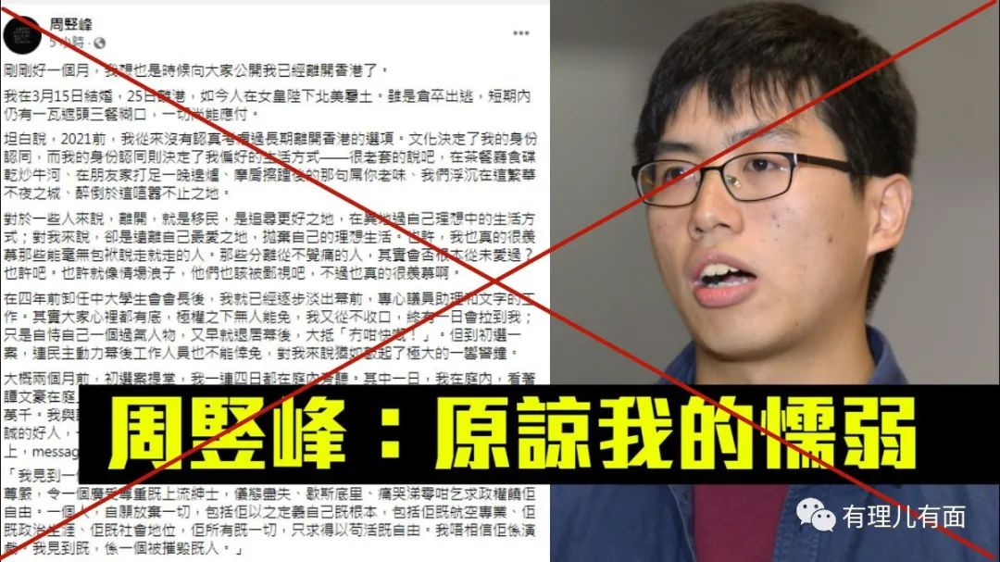 周竪峰
5 小時·
剛剛好一個月，我想也是時候向大家公開我已經離開香港了。
我在3月15日結婚，25日離港，如今人在女皇陛下北美屬土。雖是倉卒出逃，短期內
仍有一瓦遮頭三餐糊口，一切尚能應付。
坦白說，2021前，我從來沒有認真考慮過長期離開香港的選項。文化決定了我的身份
認同，而我的身份認同則決定了我偏好的生活方式——很老套的說吧，在茶餐廳食碟
乾炒牛河、在朋友家打足一晚邊爐、摩肩擦踵後的那句屌你老味、我們浮沉在這繁華
不夜之城、醉倒於這喧囂不止之地。
對於一些人來說，離開，就是移民，是追尋更好之地，在異地過自己理想中的生活方
式；對我來說，卻是遠離自己最愛之地，拋棄自己的理想生活。也許，我也真的很羨
慕那些能毫無包袱說走就走的人。那些分離從不覺痛的人，其實會否根本從未愛過？
也許吧。也許就像情場浪子，他們也該被鄙視吧，不過也真的很羨慕啊。
在四年前卸任中大學生會會長後，我就已經逐步淡出幕前，專心議員助理和文字的工
作。其實大家心裡都有底，極權之下無人能免，我又從不收口，終有一日會拉到我；
只是自恃自己一個過氣人物，又早就退居幕後，大抵「冇咁快嘅！」。但到初選一
案，連民主動力幕後工作人員也不能倖免，對我來說猶如敲起了極大的一響警鐘。
大概兩個月前，初選案提堂，我一連四日都在庭內旁聽。其中一日，我在庭內，看著
譚文豪在庭
萬千。我與
誠的好人，
上，messag
周竪峰：原諒我的懦弱
「我見到一
尊嚴，令一個廣受尊重既上流紳士，儀態盡失、歇斯底里、痛哭涕零咁乞求政權饒佢
自由。一個人，自願放棄一切，包括佢以之定義自己既根本，包括佢既航空專業、佢
既政治生涯、佢既社會地位，佢所有既一切，只求得以苟活既自由。我唔相信佢係演
戲。我見到既，係一個被摧毀既人。」
有理儿有面